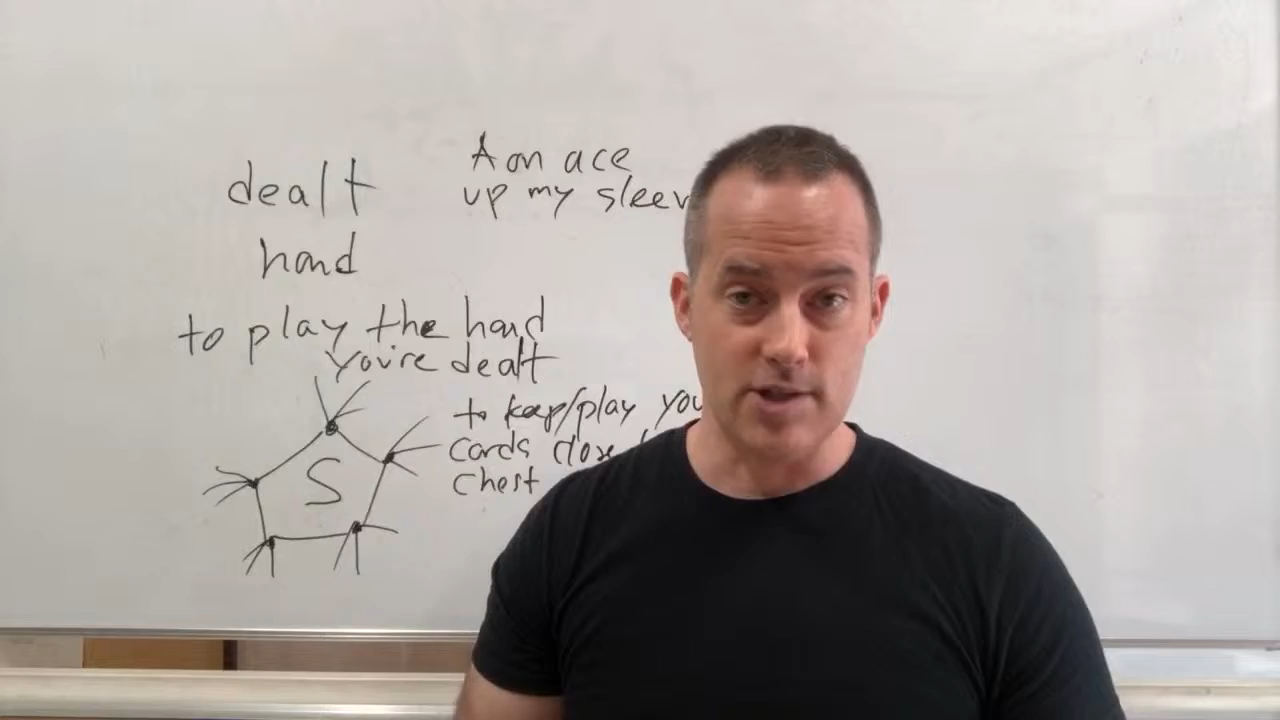 dealt
hand
A on ace
up my sleev
to play the hand
you're dealt
to keep/play you
cards close
chest
S